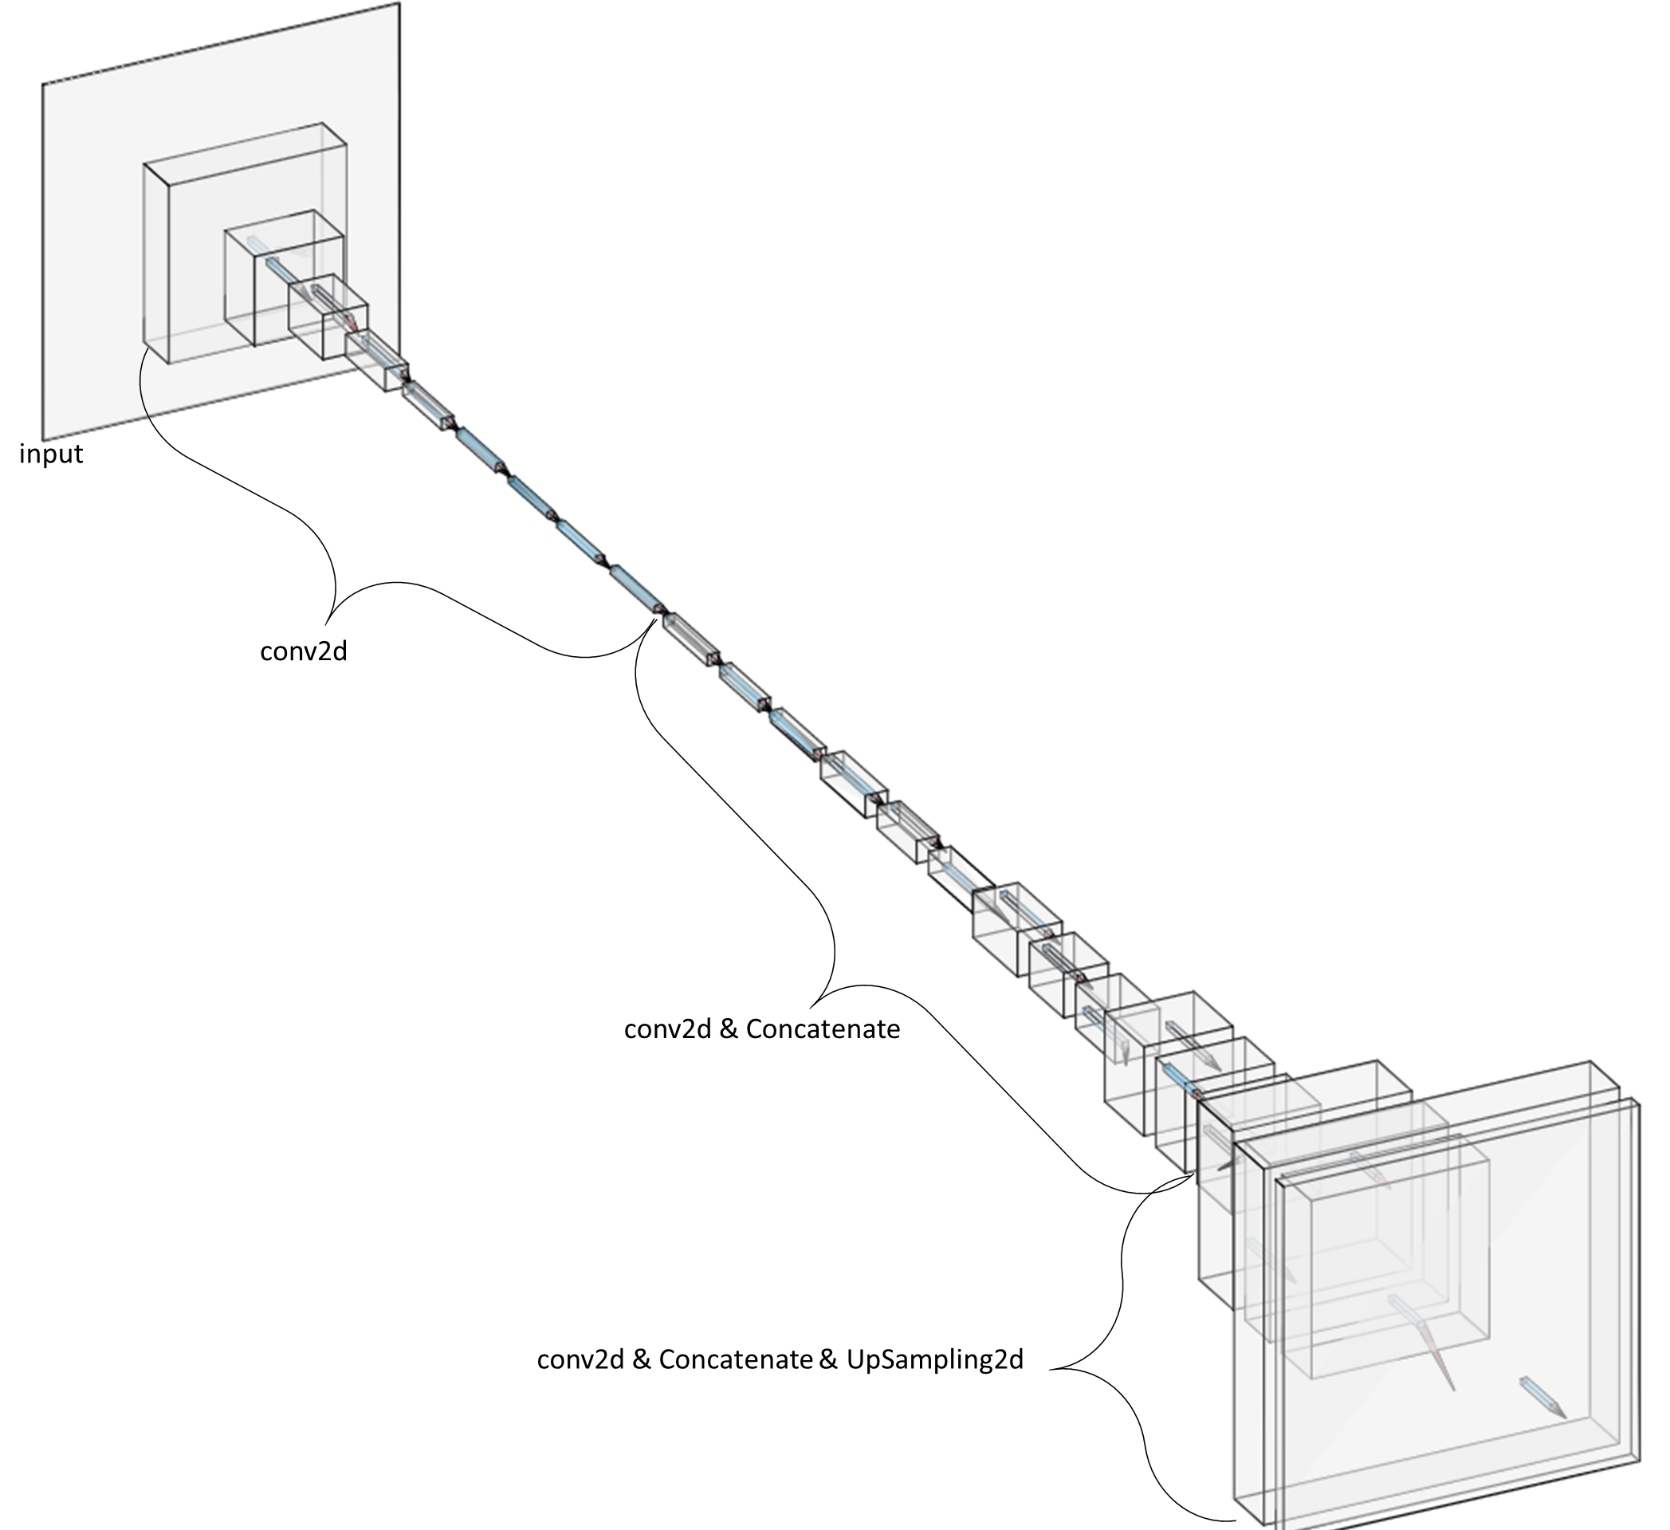 input
conv2d
conv2d & Concatenate
conv2d & Concatenate & UpSampling2d